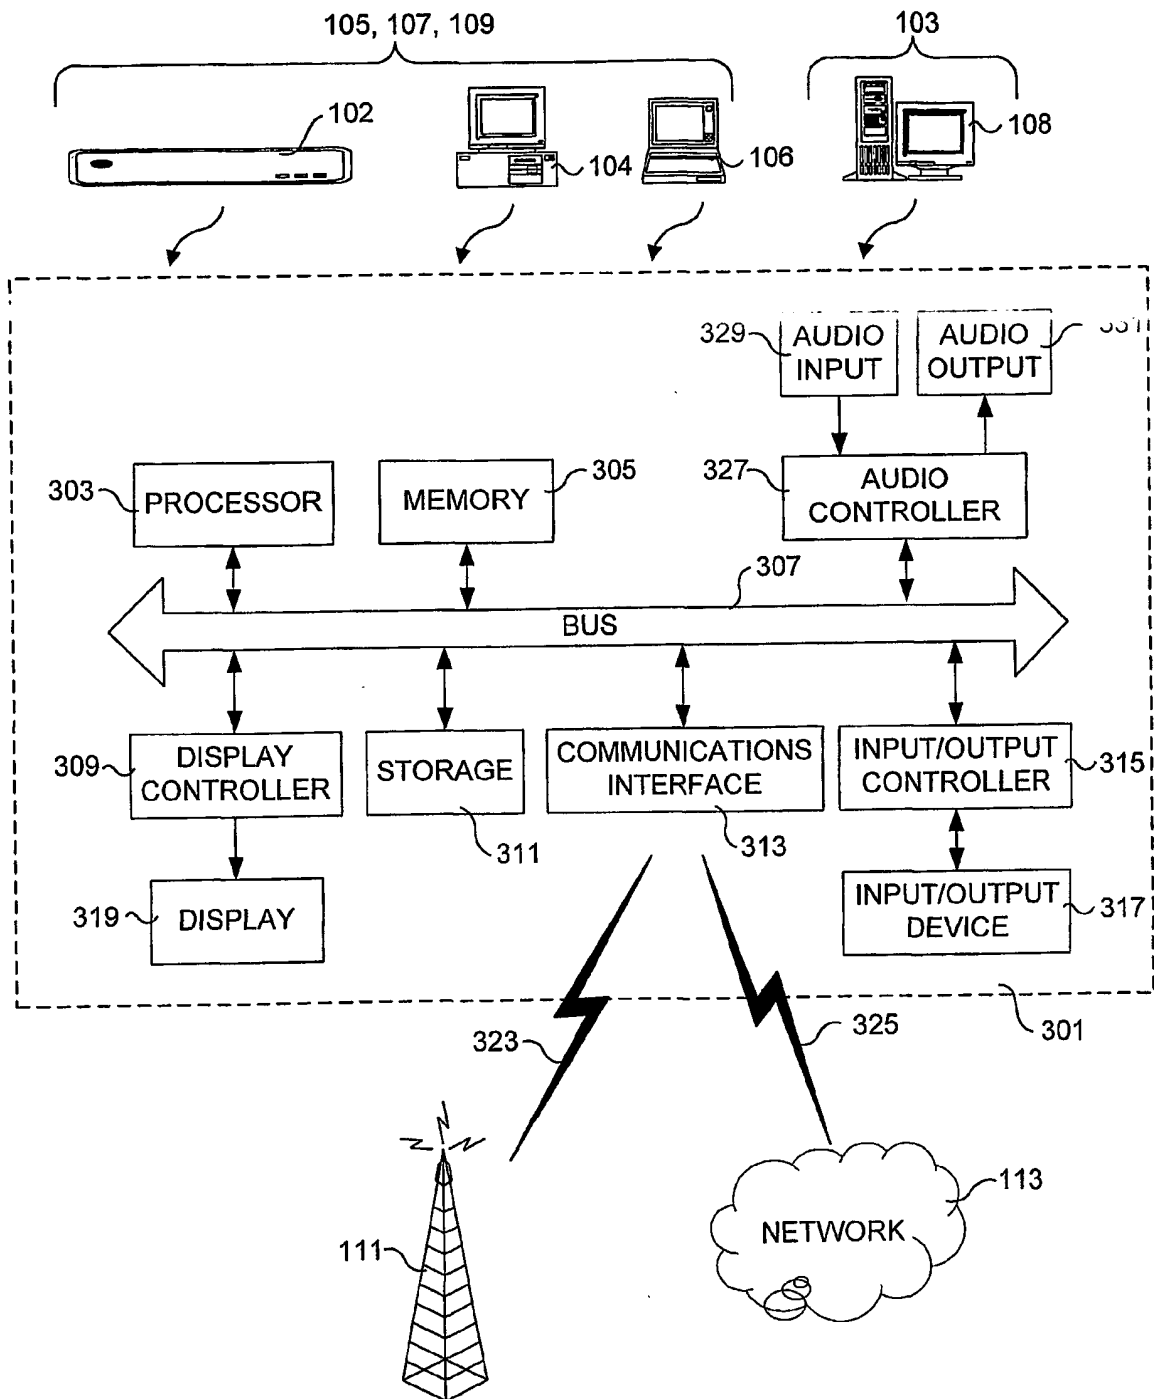 105, 107, 109
103
102
104
106
108
329
AUDIO
INPUT
AUDIO
OUTPUT
303
PROCESSOR
MEMORY
305
327
AUDIO
CONTROLLER
307
BUS
309
DISPLAY
CONTROLLER
STORAGE
311
COMMUNICATIONS
INTERFACE
313
INPUT/OUTPUT
CONTROLLER
315
319
DISPLAY
INPUT/OUTPUT
DEVICE
317
323
325
301
111
NETWORK
113